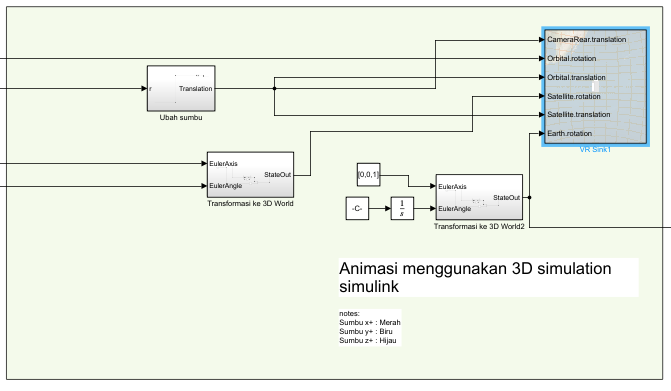 CameraRear.translation
Orbital.rotation
Orbital.translation
Satellite.rotation
Satellite.translation
Earth.rotation
VR Sink1
r
Translation
Ubah sumbu
EulerAxis
EulerAngle
StateOut
Transformasi ke 3D World
[0,0,1]
-C-
1
s
EulerAxis
EulerAngle
StateOut
Transformasi ke 3D World2
Animasi menggunakan 3D simulation
simulink
notes:
Sumbu x+ : Merah
Sumbu y+ : Biru
Sumbu z+ : Hijau